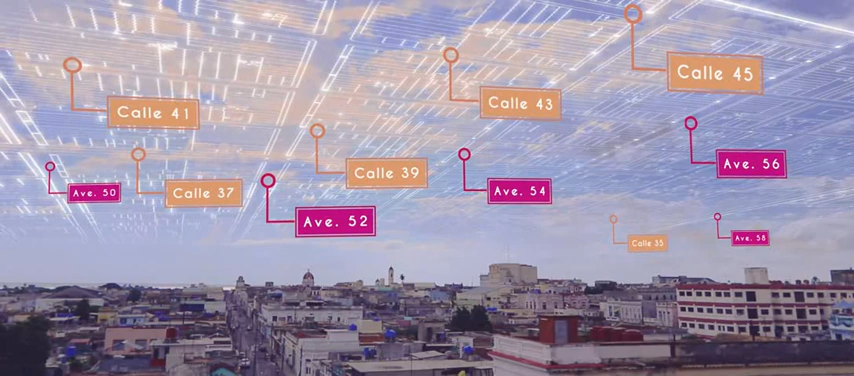 Calle 45
Calle 43
Calle 41
Calle 39
Ave. 56
Calle 37
Ave. 54
Ave. 50
Ave. 52
Calle 35
Ave. 58